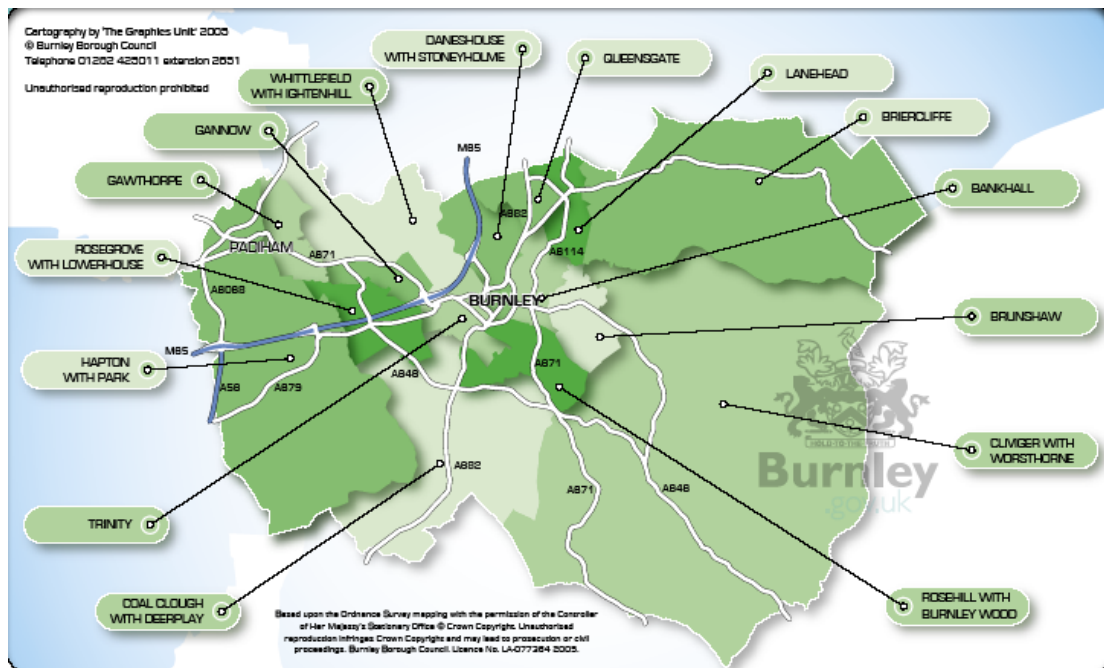 Cartography by 'The Graphics Unit' 2005
© Burnley Borough Council
Telephone 01282 425011 extension 2651
Unauthorised reproduction prohibited
DANESHOUSE
WITH STONEYHOLME
QUEENSGATE
LANEHEAD
WHITTLEFIELD
WITH IGHTENHILL
BRIERCLIFFE
GANNOW
M65
GAWTHORPE
BANKHALL
A682
PADIHAM
A671
A6114
ROSEGROVE
WITH LOWERHOUSE
A6068
BURNLEY
BRUNSHAW
M65
HAPTON
WITH PARK
A56
A679
A646
A671
HOLD TO THE TRUTH
Burnley
.gov.uk
CLIVIGER WITH
WORSTHORNE
A682
A671
A646
TRINITY
COAL CLOUGH
WITH DEERPLAY
ROSEHILL WITH
BURNLEY WOOD
Based upon the Ordnance Survey mapping with the permission of the Controller
of Her Majesty's Stationery Office © Crown Copyright. Unauthorised
reproduction infringes Crown Copyright and may lead to prosecution or civil
proceedings. Burnley Borough Council. Licence No. LA-077364 2005.